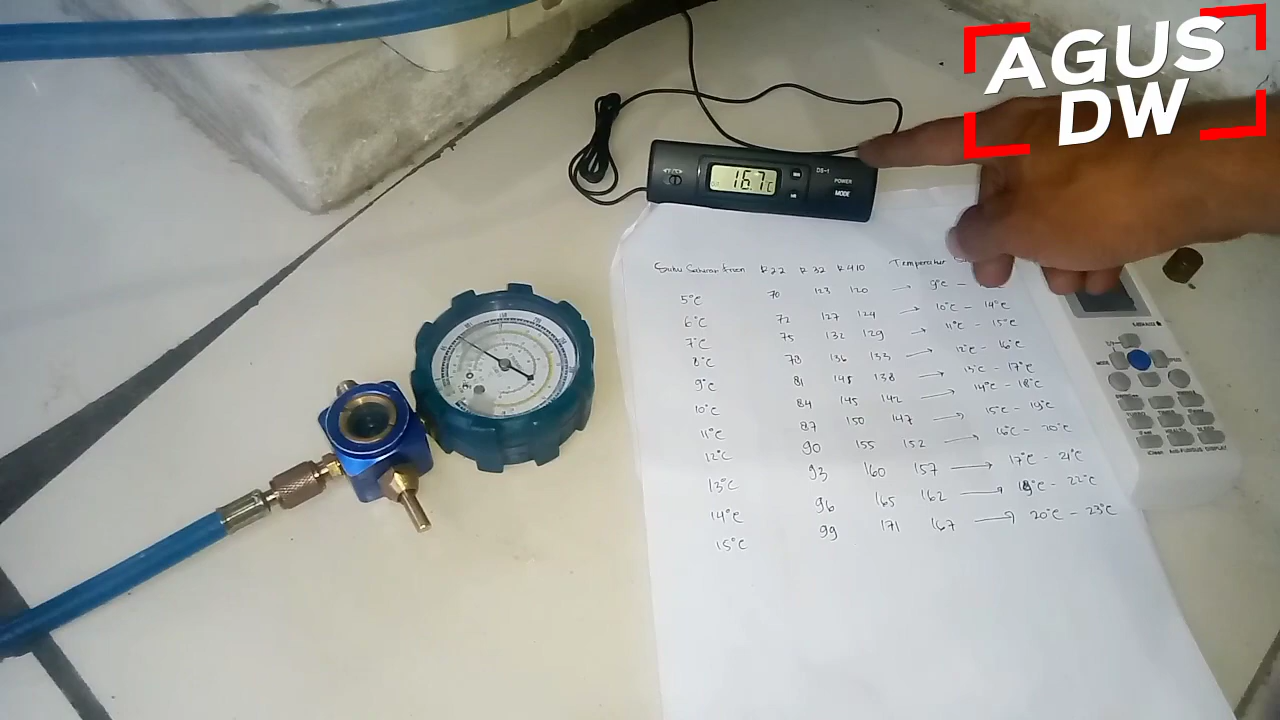 AGUS
DW
16.7°C
DS-1
POWER
MODE
Suhu Saluran Freon R22 R32 R410 Temperatur
5°C 70 123 120 → 9°C -
6°C 72 127 124 → 10°C - 14°C
7°C 75 132 129 → 11°C - 15°C
8°C 78 136 133 → 12°C - 16°C
9°C 81 141 138 → 13°C - 17°C
10°C 84 145 142 → 14°C - 18°C
11°C 87 150 147 → 15°C - 19°C
12°C 90 155 152 → 16°C - 20°C
13°C 93 160 157 → 17°C - 21°C
14°C 96 165 162 → 19°C - 22°C
15°C 99 171 167 → 20°C - 23°C